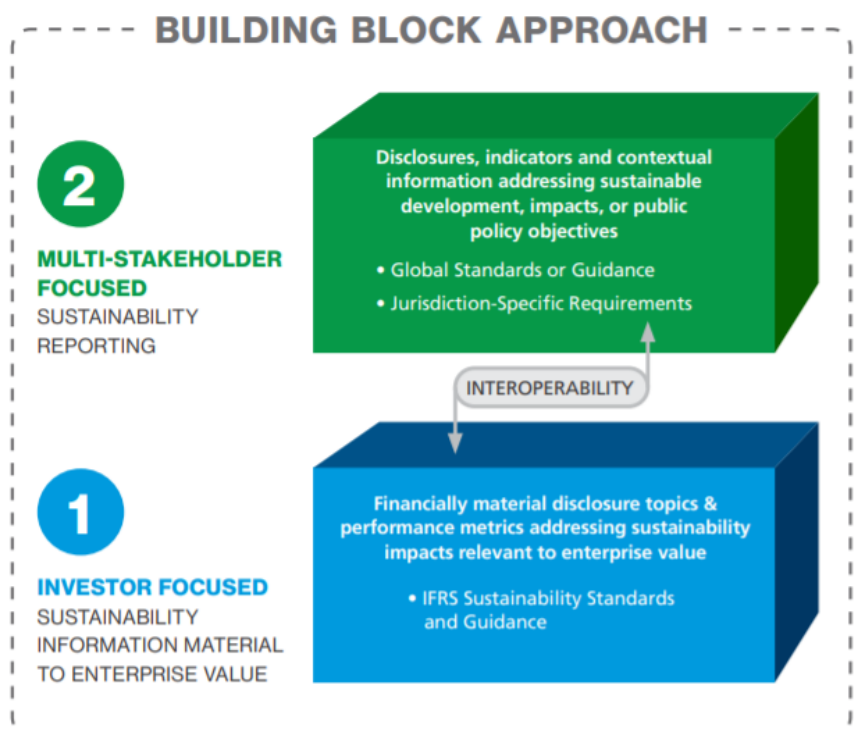 BUILDING BLOCK APPROACH
2
MULTI-STAKEHOLDER
FOCUSED
SUSTAINABILITY
REPORTING
Disclosures, indicators and contextual
information addressing sustainable
development, impacts, or public
policy objectives
• Global Standards or Guidance
• Jurisdiction-Specific Requirements
INTEROPERABILITY
1
INVESTOR FOCUSED
SUSTAINABILITY
INFORMATION MATERIAL
TO ENTERPRISE VALUE
Financially material disclosure topics &
performance metrics addressing sustainability
impacts relevant to enterprise value
• IFRS Sustainability Standards
and Guidance